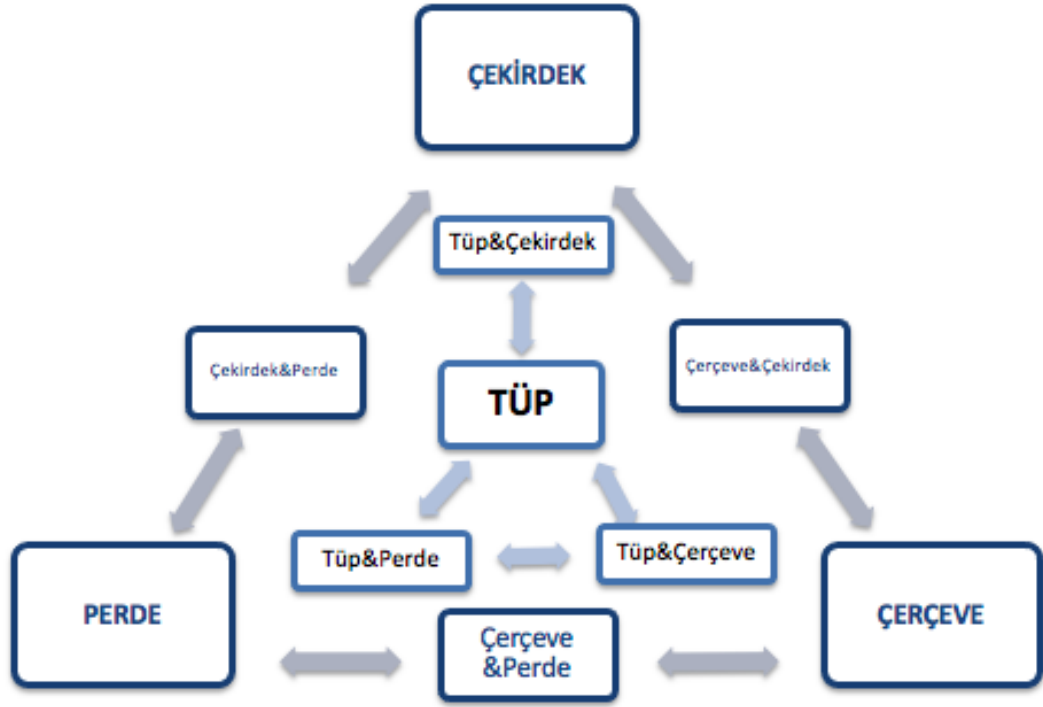 ÇEKİRDEK
Tüp&Çekirdek
Çekirdek&Perde
Çerçeve&Çekirdek
TÜP
Tüp&Perde
Tüp&Çerçeve
PERDE
Çerçeve
&Perde
ÇERÇEVE